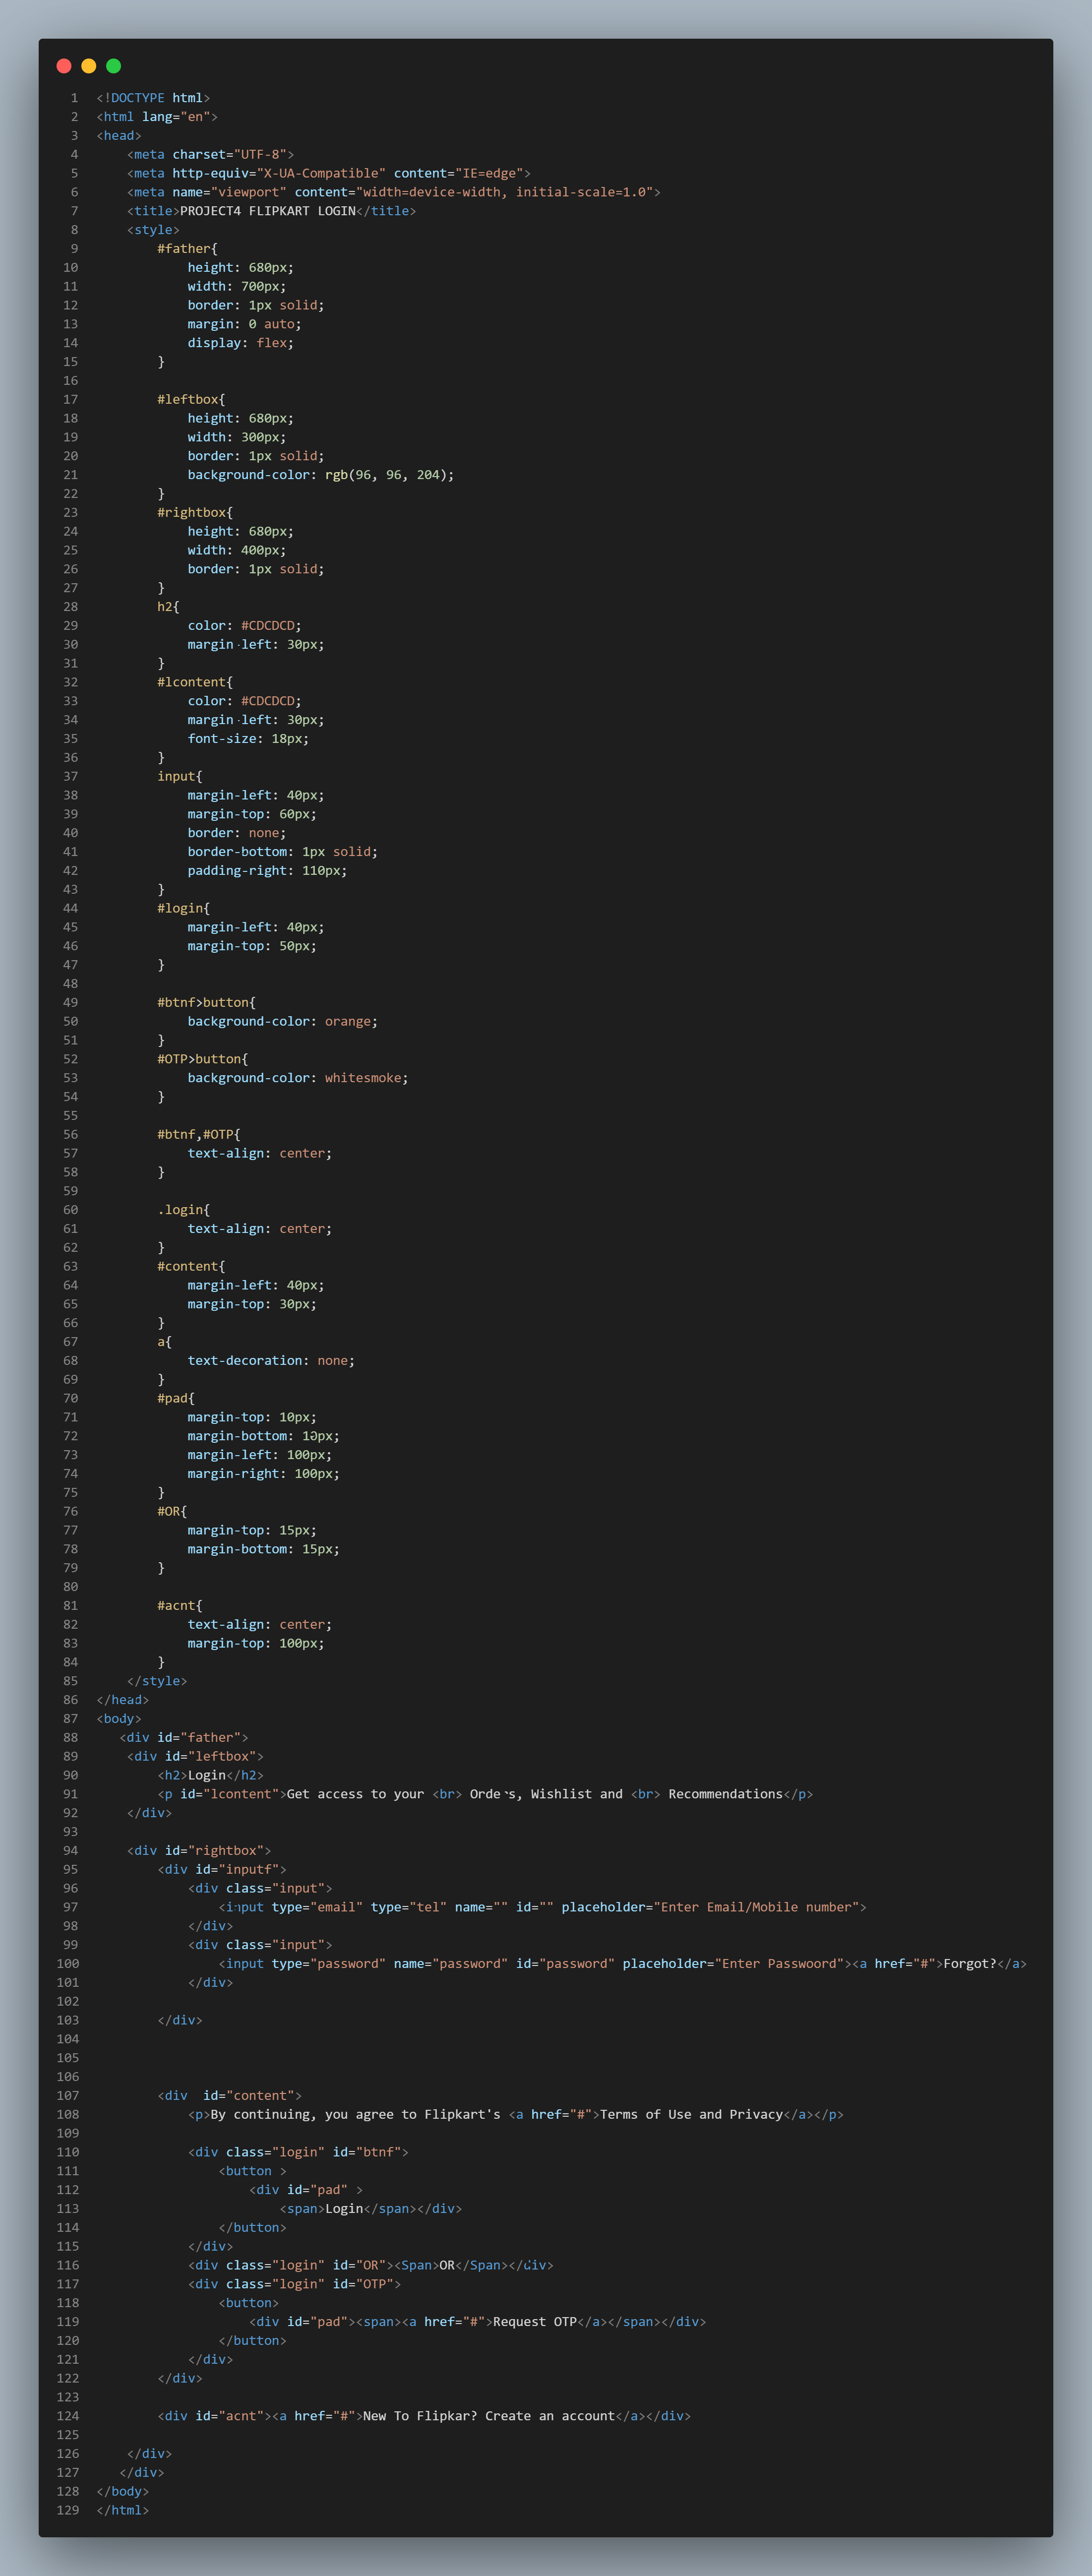 1 <!DOCTYPE html>
2 <html lang="en">
3 <head>
4     <meta charset="UTF-8">
5     <meta http-equiv="X-UA-Compatible" content="IE=edge">
6     <meta name="viewport" content="width=device-width, initial-scale=1.0">
7     <title>PROJECT4 FLIPKART LOGIN</title>
8     <style>
9         #father{
10             height: 680px;
11             width: 700px;
12             border: 1px solid;
13             margin: 0 auto;
14             display: flex;
15         }
16
17         #leftbox{
18             height: 680px;
19             width: 300px;
20             border: 1px solid;
21             background-color: rgb(96, 96, 204);
22         }
23         #rightbox{
24             height: 680px;
25             width: 400px;
26             border: 1px solid;
27         }
28         h2{
29             color: #CDCDCD;
30             margin-left: 30px;
31         }
32         #lcontent{
33             color: #CDCDCD;
34             margin-left: 30px;
35             font-size: 18px;
36         }
37         input{
38             margin-left: 40px;
39             margin-top: 60px;
40             border: none;
41             border-bottom: 1px solid;
42             padding-right: 110px;
43         }
44         #login{
45             margin-left: 40px;
46             margin-top: 50px;
47         }
48
49         #btnf>button{
50             background-color: orange;
51         }
52         #OTP>button{
53             background-color: whitesmoke;
54         }
55
56         #btnf,#OTP{
57             text-align: center;
58         }
59
60         .login{
61             text-align: center;
62         }
63         #content{
64             margin-left: 40px;
65             margin-top: 30px;
66         }
67         a{
68             text-decoration: none;
69         }
70         #pad{
71             margin-top: 10px;
72             margin-bottom: 10px;
73             margin-left: 100px;
74             margin-right: 100px;
75         }
76         #OR{
77             margin-top: 15px;
78             margin-bottom: 15px;
79         }
80
81         #acnt{
82             text-align: center;
83             margin-top: 100px;
84         }
85     </style>
86 </head>
87 <body>
88    <div id="father">
89     <div id="leftbox">
90         <h2>Login</h2>
91         <p id="lcontent">Get access to your <br> Orders, Wishlist and <br> Recommendations</p>
92     </div>
93
94     <div id="rightbox">
95         <div id="inputf">
96             <div class="input">
97                 <input type="email" type="tel" name="" id="" placeholder="Enter Email/Mobile number">
98             </div>
99             <div class="input">
100                 <input type="password" name="password" id="password" placeholder="Enter Passwoord"><a href="#">Forgot?</a>
101             </div>
102
103         </div>
104
105
106
107         <div  id="content">
108             <p>By continuing, you agree to Flipkart's <a href="#">Terms of Use and Privacy</a></p>
109
110             <div class="login" id="btnf">
111                 <button >
112                     <div id="pad" >
113                         <span>Login</span></div>
114                 </button>
115             </div>
116             <div class="login" id="OR"><Span>OR</Span></div>
117             <div class="login" id="OTP">
118                 <button>
119                     <div id="pad"><span><a href="#">Request OTP</a></span></div>
120                 </button>
121             </div>
122         </div>
123
124         <div id="acnt"><a href="#">New To Flipkar? Create an account</a></div>
125
126     </div>
127    </div>
128 </body>
129 </html>